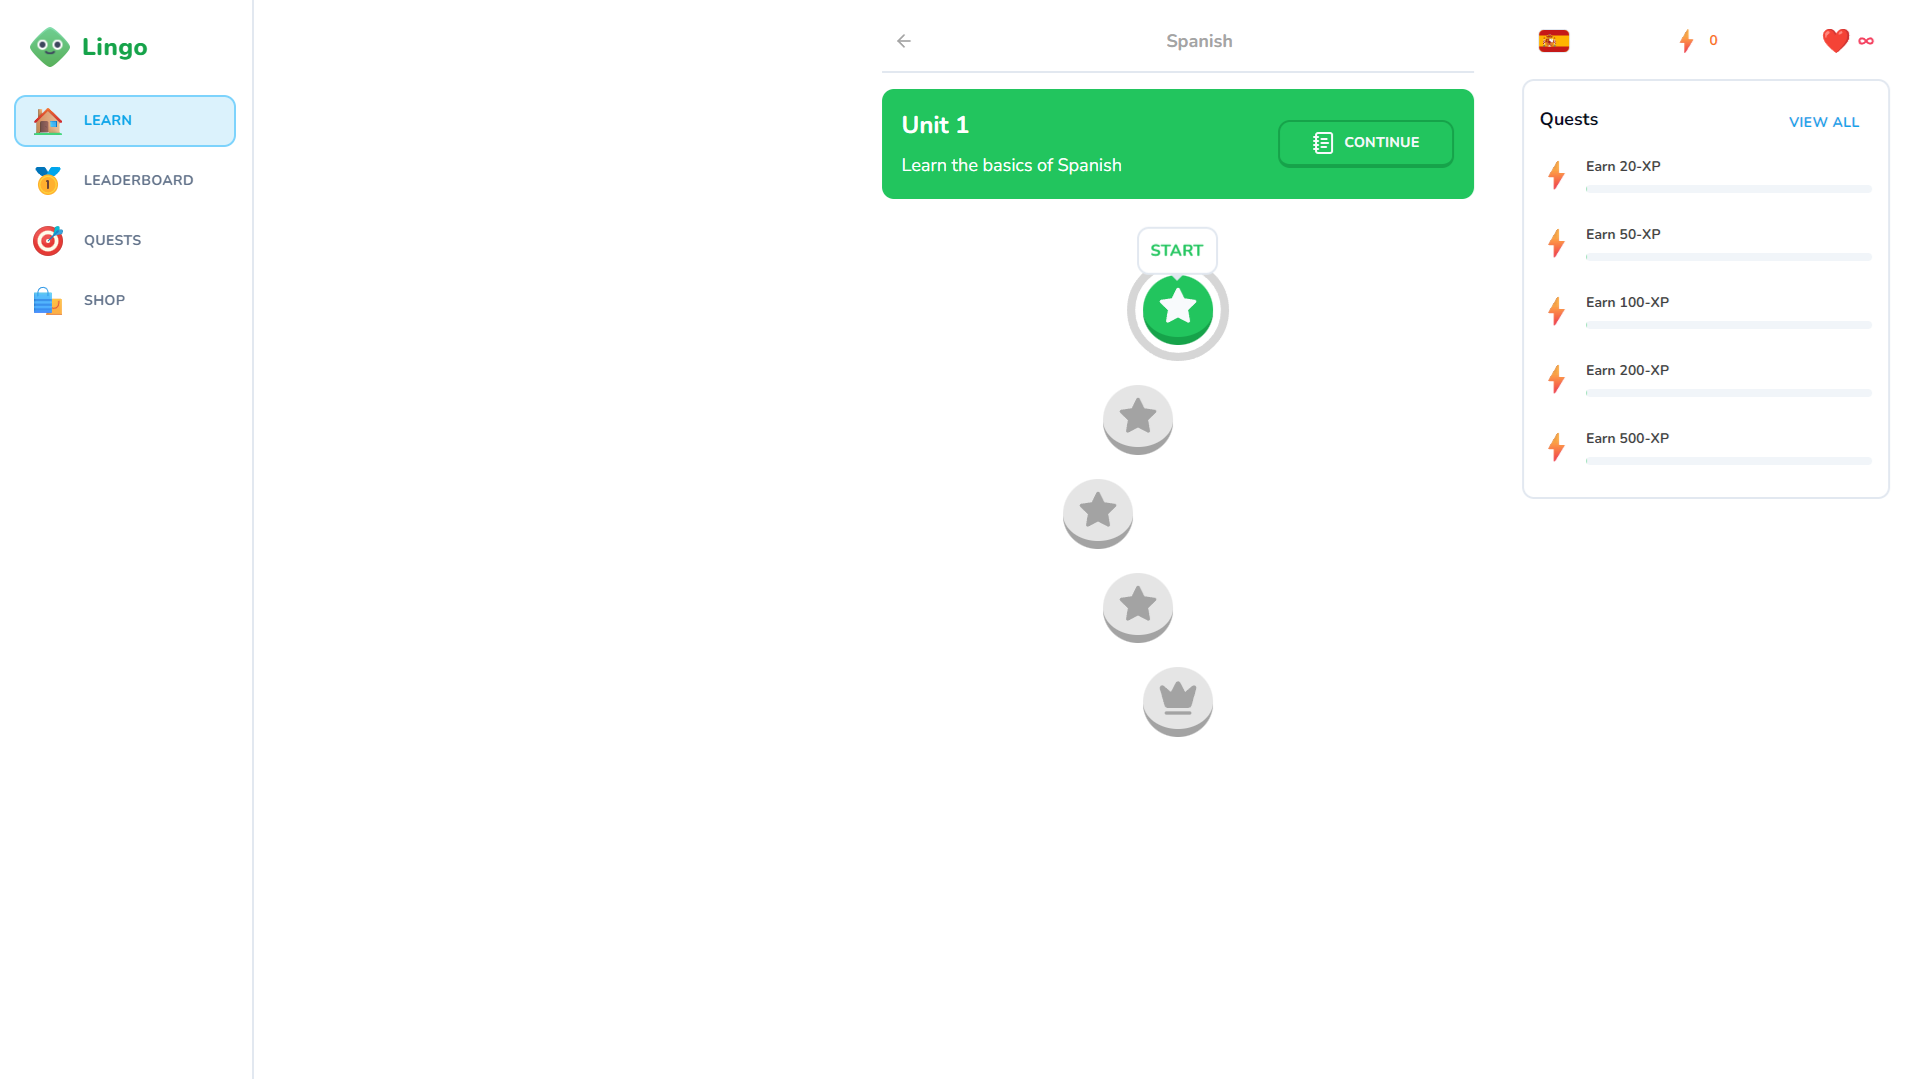 Lingo
LEARN
LEADERBOARD
QUESTS
SHOP
Spanish
Unit 1
Learn the basics of Spanish
CONTINUE
START
0
∞
Quests
VIEW ALL
Earn 20-XP
Earn 50-XP
Earn 100-XP
Earn 200-XP
Earn 500-XP